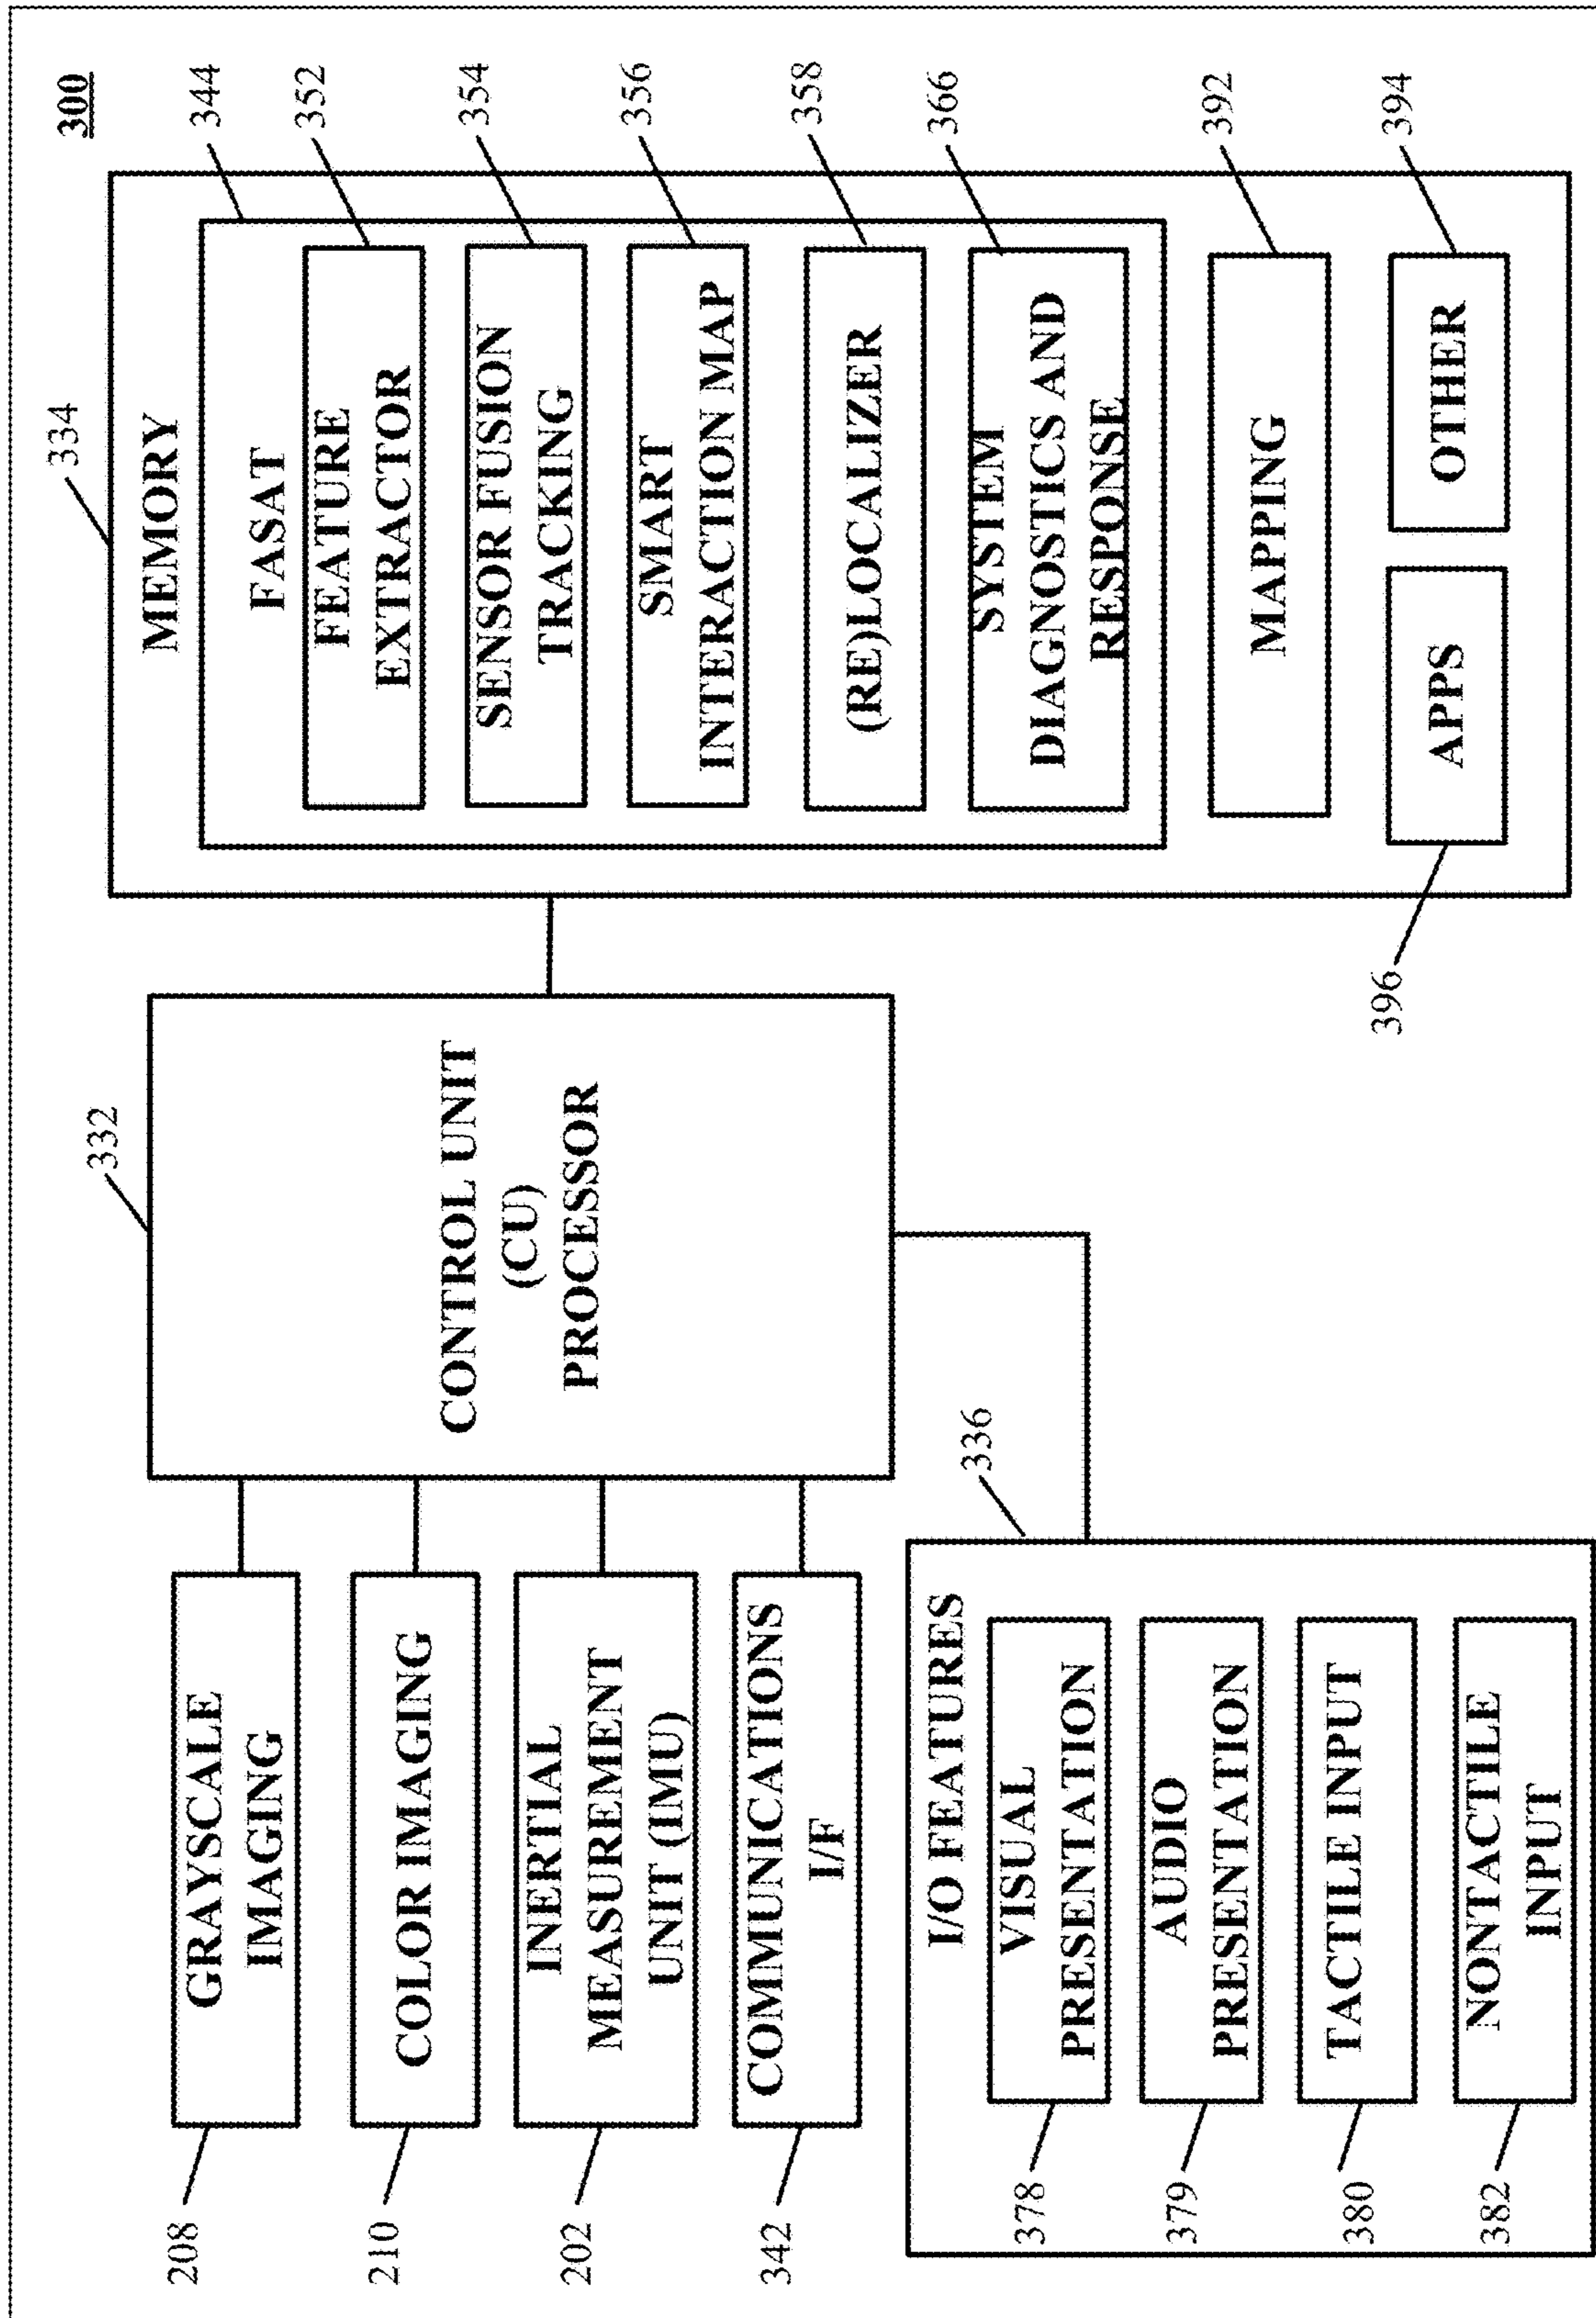 300
208
GRAYSCALE
IMAGING
210
COLOR IMAGING
202
INERTIAL
MEASUREMENT
UNIT (IMU)
342
COMMUNICATIONS
I/F
332
CONTROL UNIT
(CU)
PROCESSOR
336
I/O FEATURES
378
VISUAL
PRESENTATION
379
AUDIO
PRESENTATION
380
TACTILE INPUT
382
NONTACTILE
INPUT
334
MEMORY
344
FASAT
352
FEATURE
EXTRACTOR
354
SENSOR FUSION
TRACKING
356
SMART
INTERACTION MAP
358
(RE)LOCALIZER
366
SYSTEM
DIAGNOSTICS AND
RESPONSE
392
MAPPING
396
APPS
394
OTHER